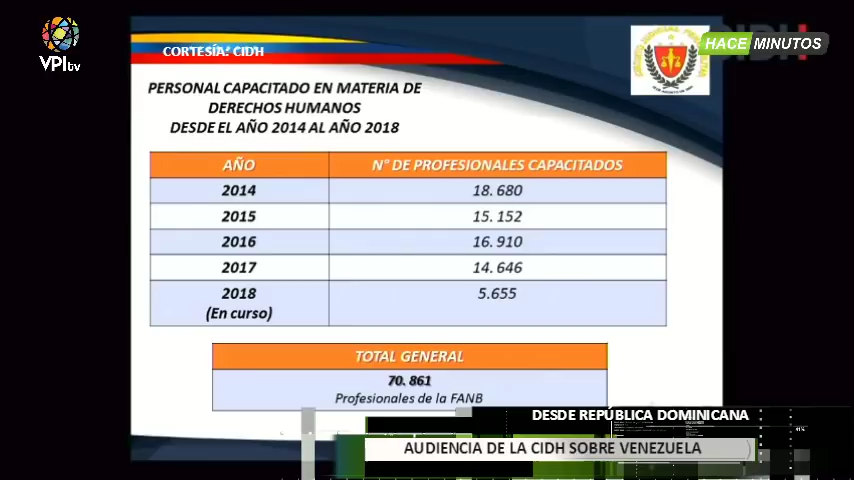 VPItv
CORTESÍA: CIDH
HACE MINUTOS
PERSONAL CAPACITADO EN MATERIA DE
DERECHOS HUMANOS
DESDE EL AÑO 2014 AL AÑO 2018
AÑO N° DE PROFESIONALES CAPACITADOS
2014 18.680
2015 15.152
2016 16.910
2017 14.646
2018 5.655
(En curso)
TOTAL GENERAL
70.861
Profesionales de la FANB
DESDE REPÚBLICA DOMINICANA
AUDIENCIA DE LA CIDH SOBRE VENEZUELA